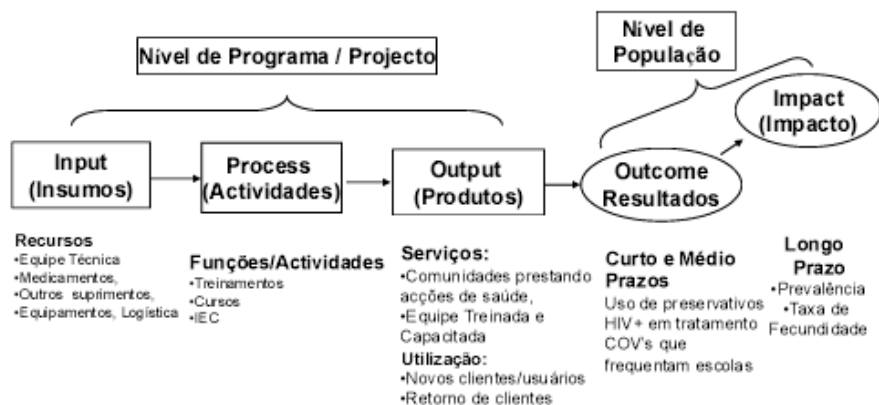 Nível de Programa / Projecto
Nível de
População
Input
(Insumos)
Process
(Actividades)
Output
(Produtos)
Outcome
Resultados
Impact
(Impacto)
Recursos
•Equipe Técnica
•Medicamentos,
•Outros suprimentos,
•Equipamentos, Logística
Funções/Actividades
•Treinamentos
•Cursos
•IEC
Serviços:
•Comunidades prestando
acções de saúde,
•Equipe Treinada e
Capacitada
Utilização:
•Novos clientes/usuários
•Retorno de clientes
Curto e Médio
Prazos
Uso de preservativos
HIV+ em tratamento
COV's que
frequentam escolas
Longo
Prazo
•Prevalência
•Taxa de
Fecundidade